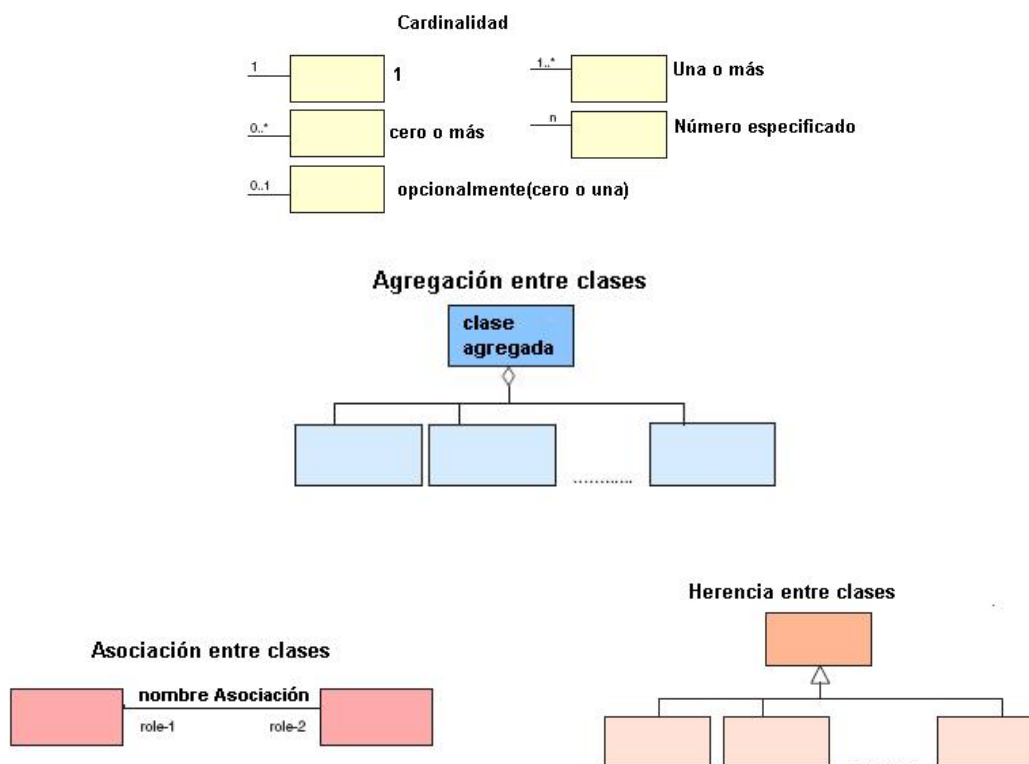 Cardinalidad
1
1
1..*
Una o más
0..*
cero o más
n
Número especificado
0..1
opcionalmente(cero o una)
Agregación entre clases
clase
agregada
............
Herencia entre clases
Asociación entre clases
nombre Asociación
role-1
role-2